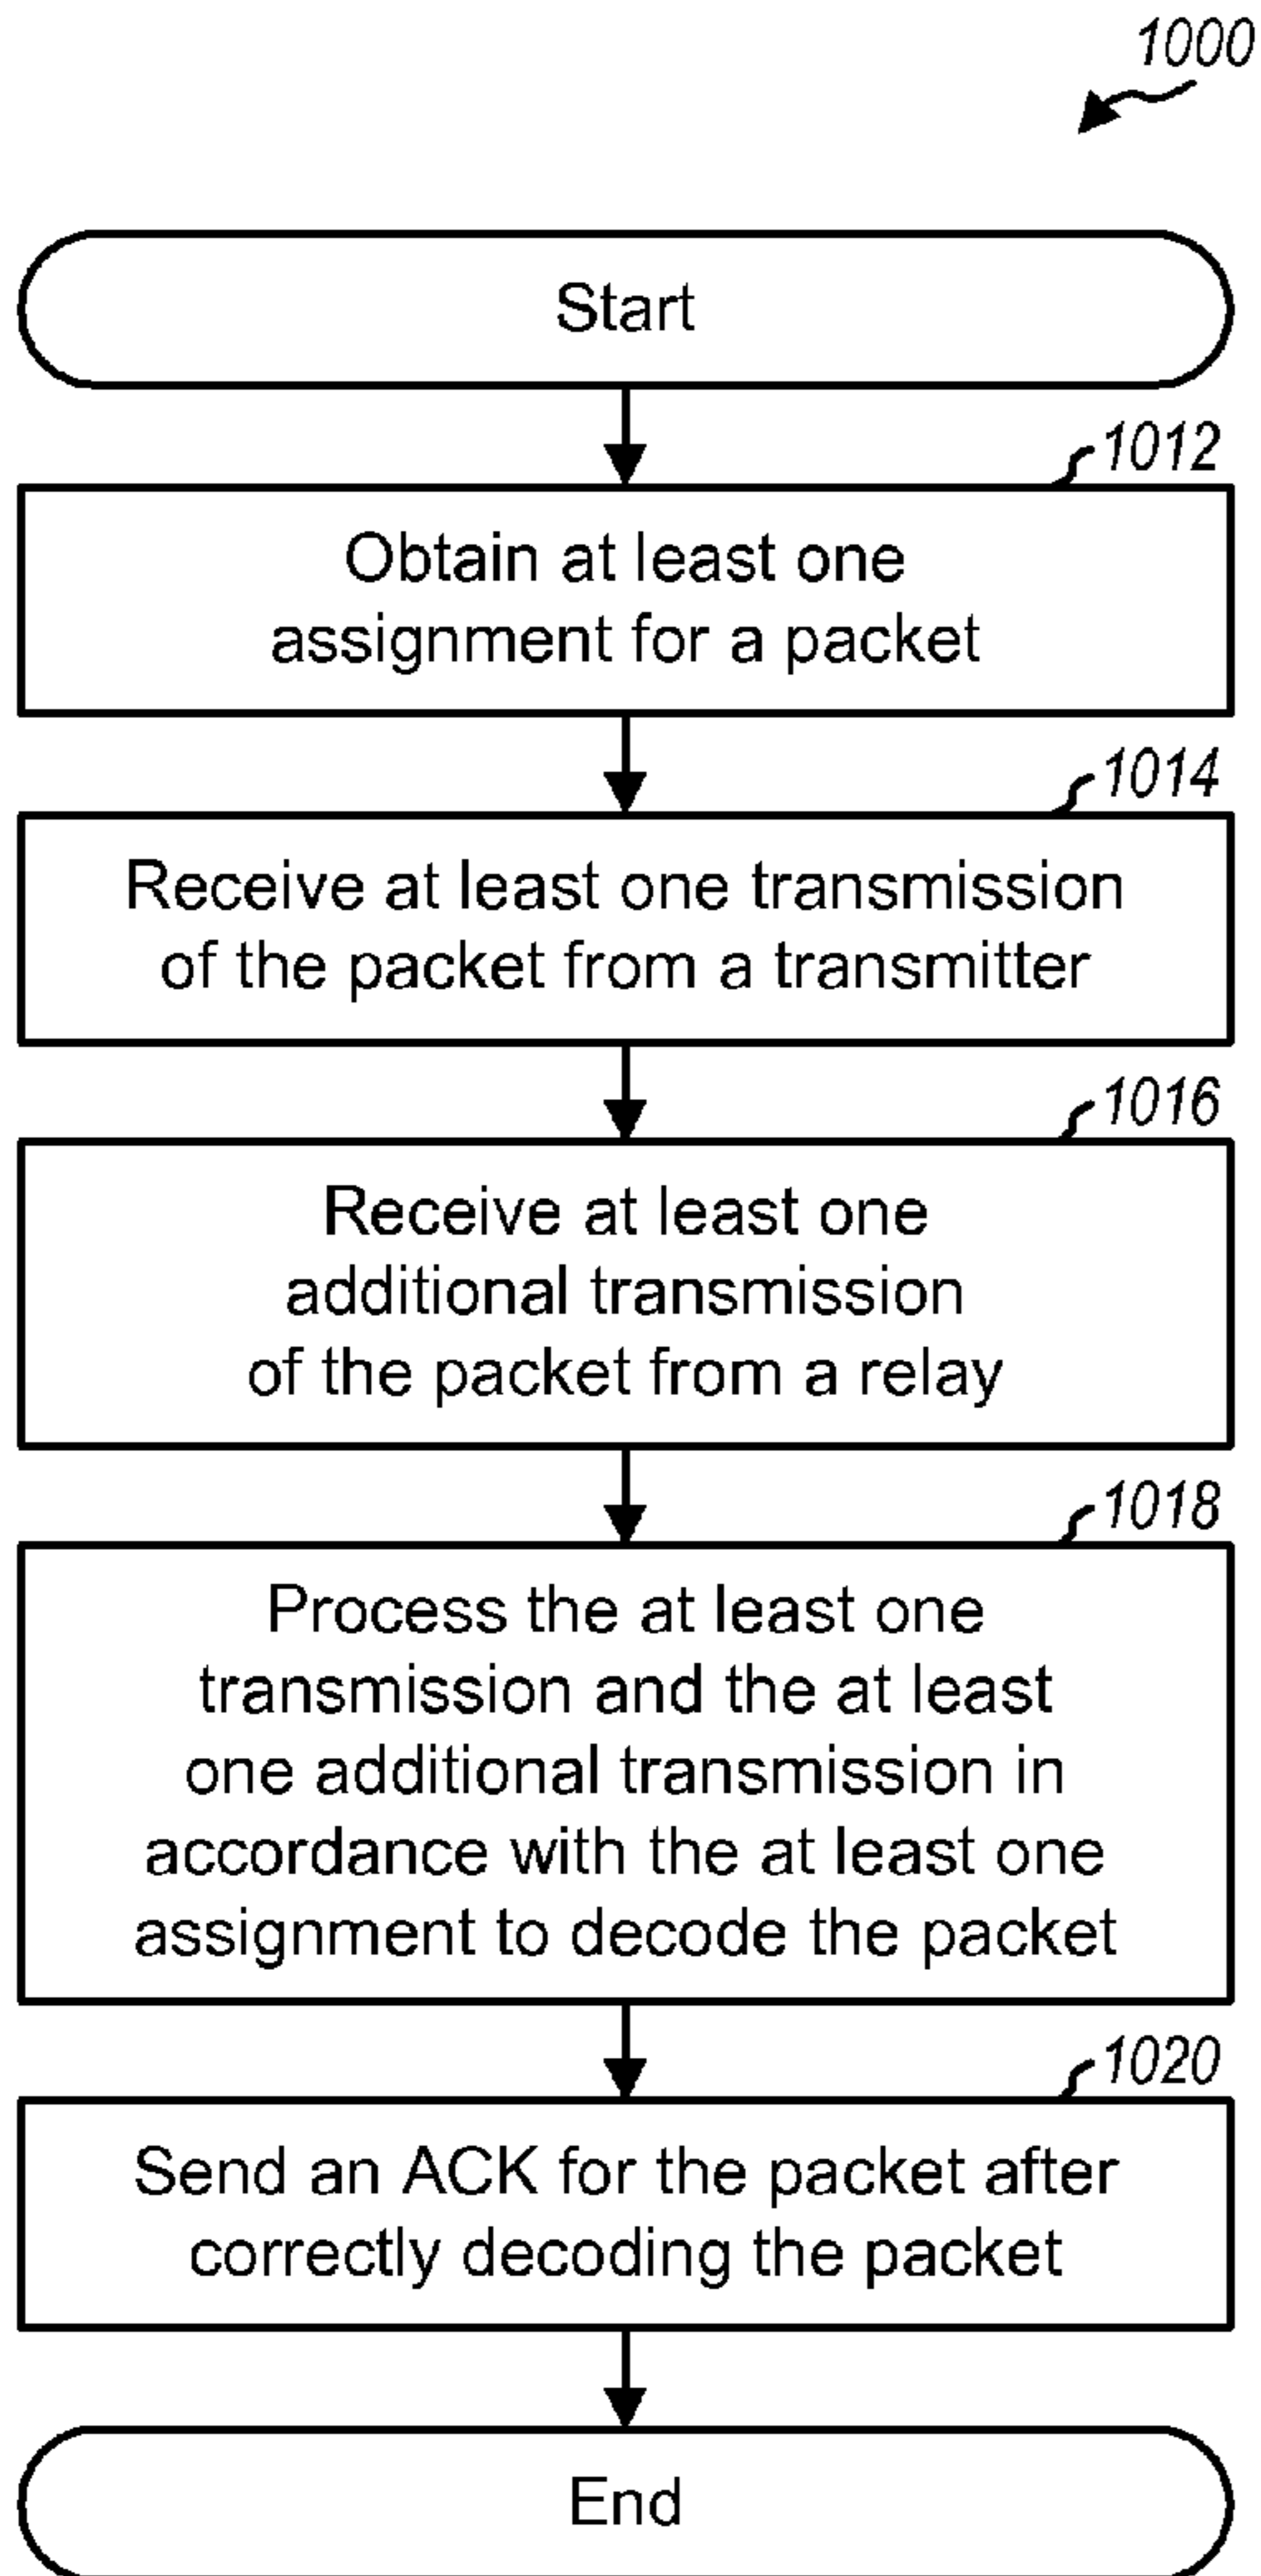 1000
Start
1012
Obtain at least one
assignment for a packet
1014
Receive at least one transmission
of the packet from a transmitter
1016
Receive at least one
additional transmission
of the packet from a relay
1018
Process the at least one
transmission and the at least
one additional transmission in
accordance with the at least one
assignment to decode the packet
1020
Send an ACK for the packet after
correctly decoding the packet
End